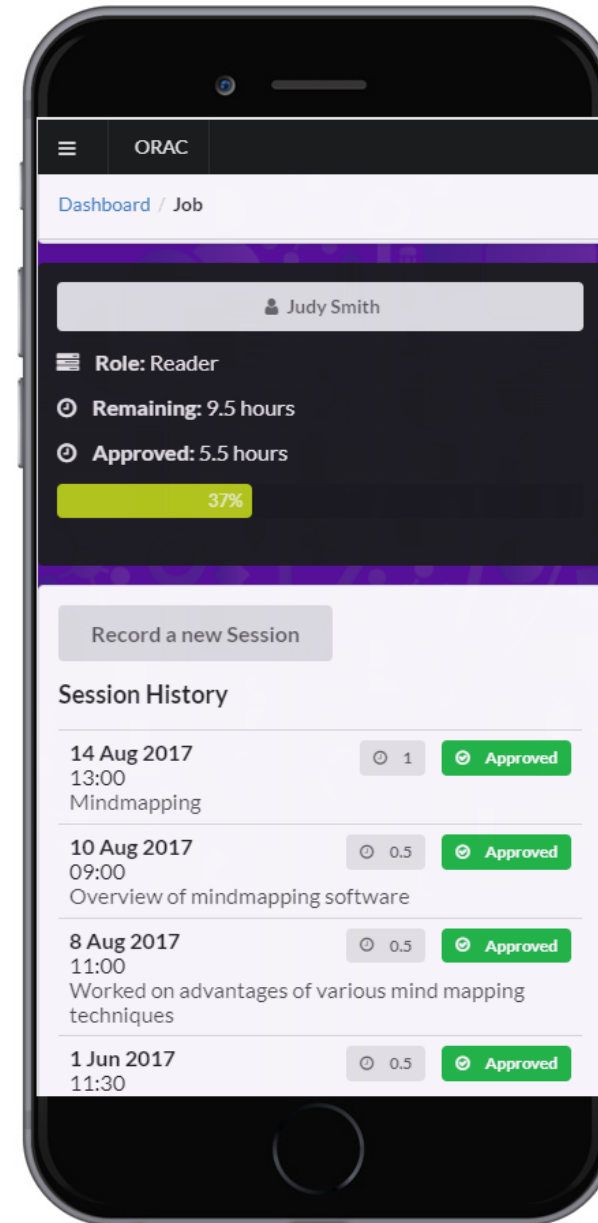 ORAC
Dashboard / Job
Judy Smith
Role: Reader
Remaining: 9.5 hours
Approved: 5.5 hours
37%
Record a new Session
Session History
14 Aug 2017 1 Approved
13:00
Mindmapping
10 Aug 2017 0.5 Approved
09:00
Overview of mindmapping software
8 Aug 2017 0.5 Approved
11:00
Worked on advantages of various mind mapping
techniques
1 Jun 2017 0.5 Approved
11:30